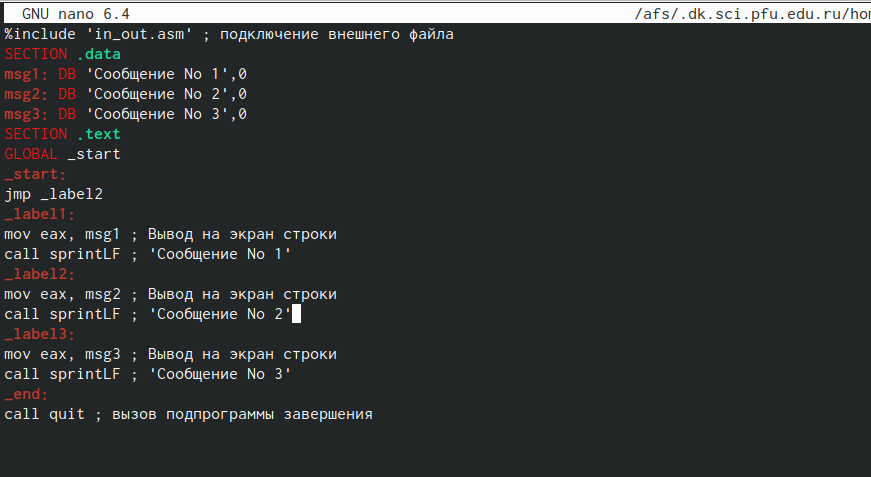 GNU nano 6.4 /afs/.dk.sci.pfu.edu.ru/hom
%include 'in_out.asm' ; подключение внешнего файла
SECTION .data
msg1: DB 'Сообщение No 1',0
msg2: DB 'Сообщение No 2',0
msg3: DB 'Сообщение No 3',0
SECTION .text
GLOBAL _start
_start:
jmp _label2
_label1:
mov eax, msg1 ; Вывод на экран строки
call sprintLF ; 'Сообщение No 1'
_label2:
mov eax, msg2 ; Вывод на экран строки
call sprintLF ; 'Сообщение No 2'
_label3:
mov eax, msg3 ; Вывод на экран строки
call sprintLF ; 'Сообщение No 3'
_end:
call quit ; вызов подпрограммы завершения